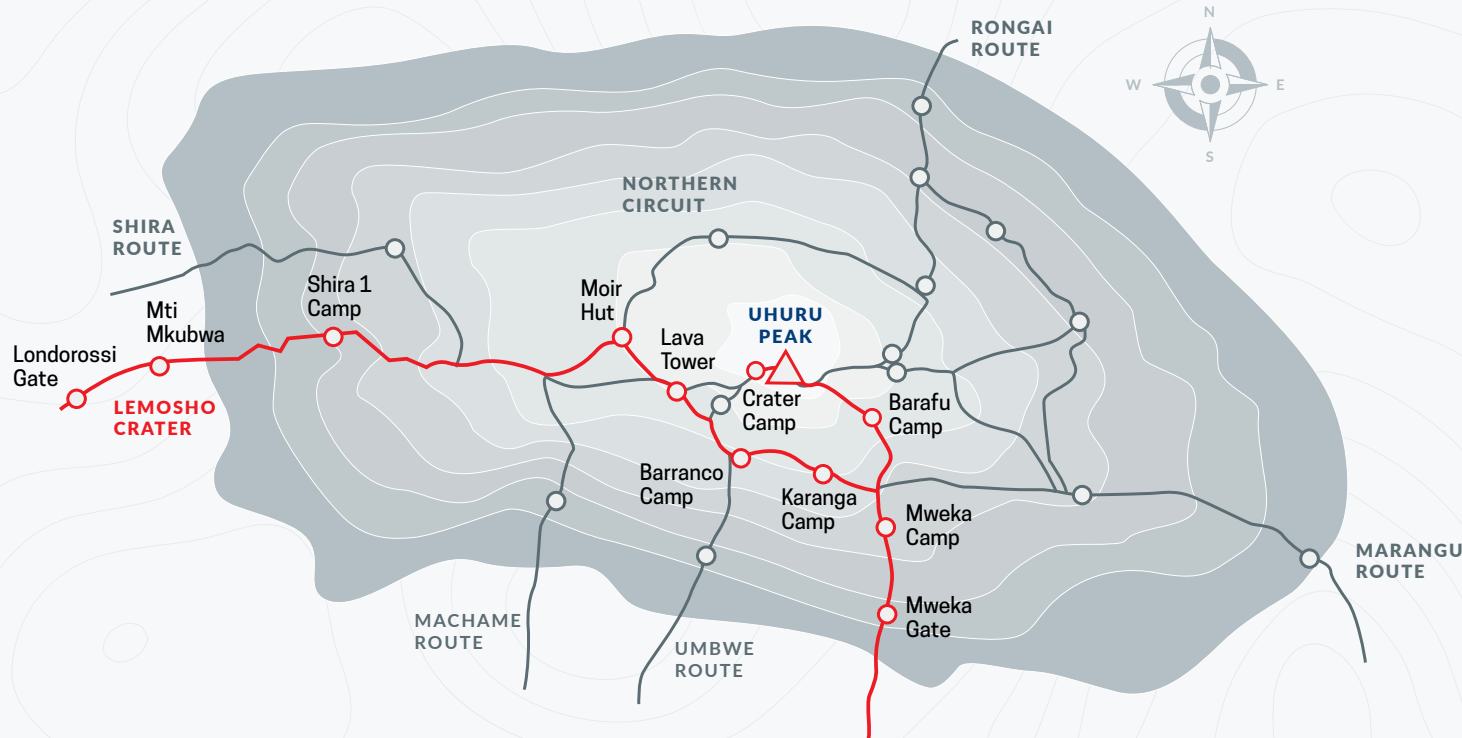 RONGAI
ROUTE
N
W
E
S
NORTHERN
CIRCUIT
SHIRA
ROUTE
Shira 1
Camp
Moir
Hut
Mti
Mkubwa
UHURU
PEAK
Lava
Tower
Londorossi
Gate
LEMOSHO
CRATER
Crater
Camp
Barafu
Camp
Barranco
Camp
Karanga
Camp
Mweka
Camp
MARANGU
ROUTE
Mweka
Gate
MACHAME
ROUTE
UMBWE
ROUTE